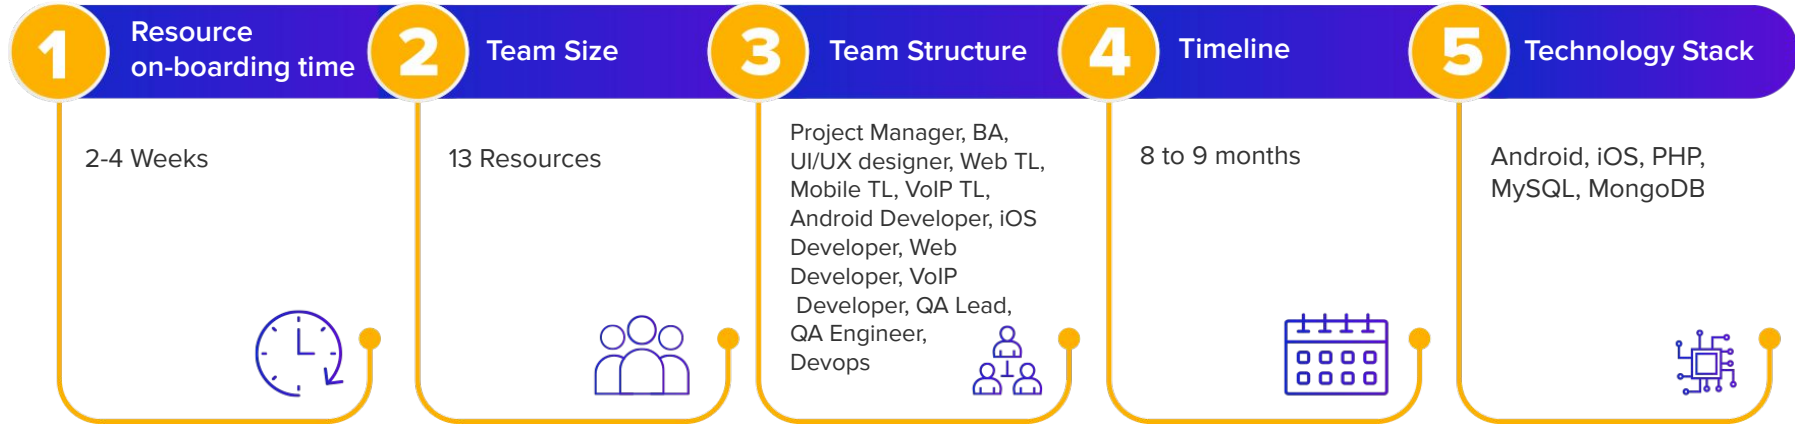 1
Resource
on-boarding time
2-4 Weeks
2
Team Size
13 Resources
3
Team Structure
Project Manager, BA,
UI/UX designer, Web TL,
Mobile TL, VoIP TL,
Android Developer, iOS
Developer, Web
Developer, VoIP
Developer, QA Lead,
QA Engineer,
Devops
4
Timeline
8 to 9 months
5
Technology Stack
Android, iOS, PHP,
MySQL, MongoDB